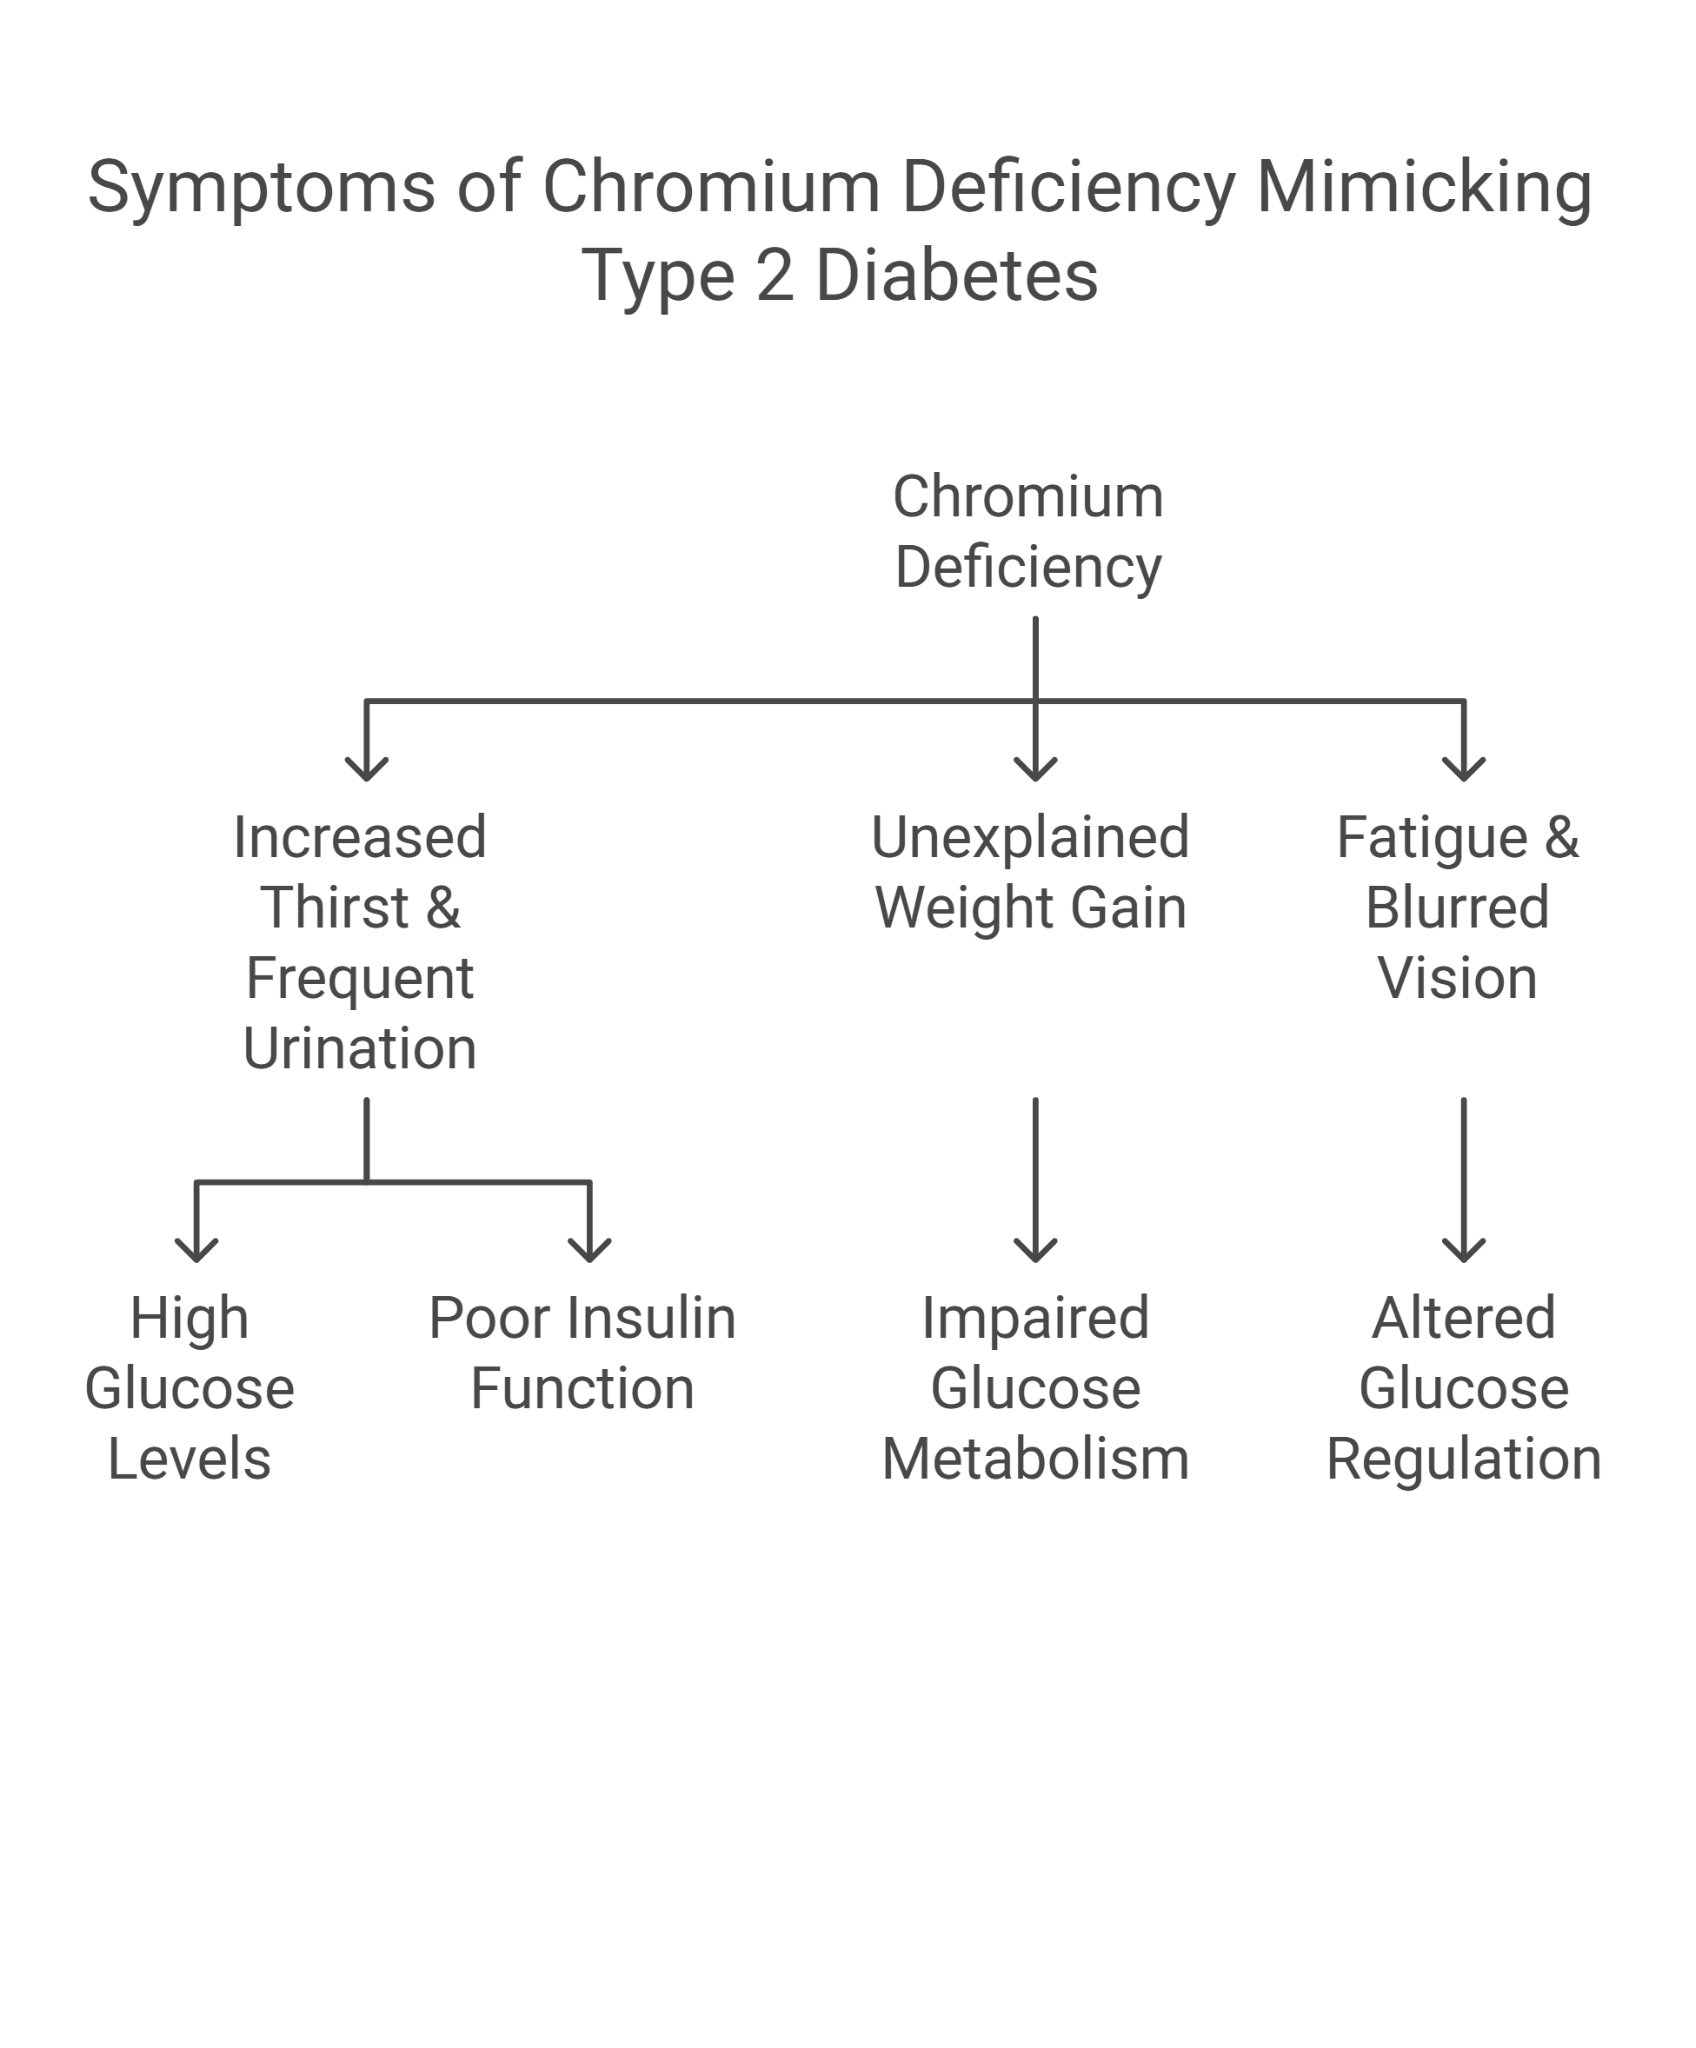 Symptoms of Chromium Deficiency Mimicking
Type 2 Diabetes
Chromium
Deficiency
Increased
Thirst &
Frequent
Urination
Unexplained
Weight Gain
Fatigue &
Blurred
Vision
High
Glucose
Levels
Poor Insulin
Function
Impaired
Glucose
Metabolism
Altered
Glucose
Regulation